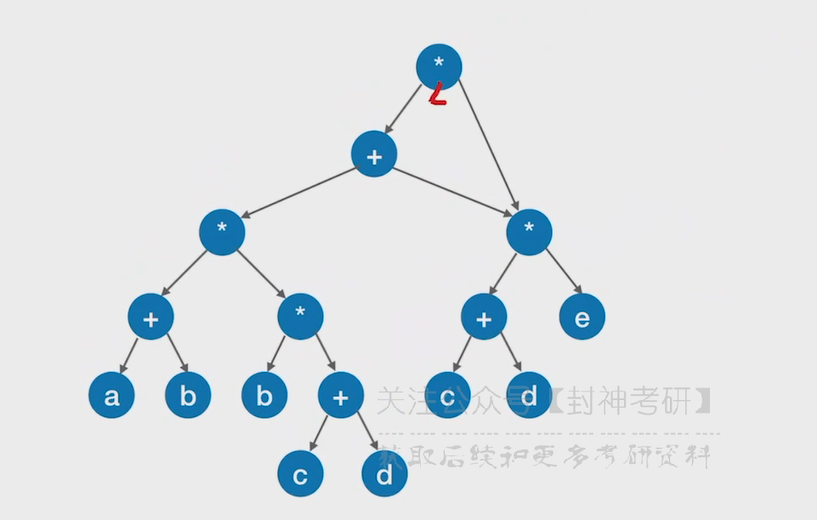 *
+
* *
+ * + e
a b b + c d
关注公众号【封神考研】
c d
获取后续和更多考研资料